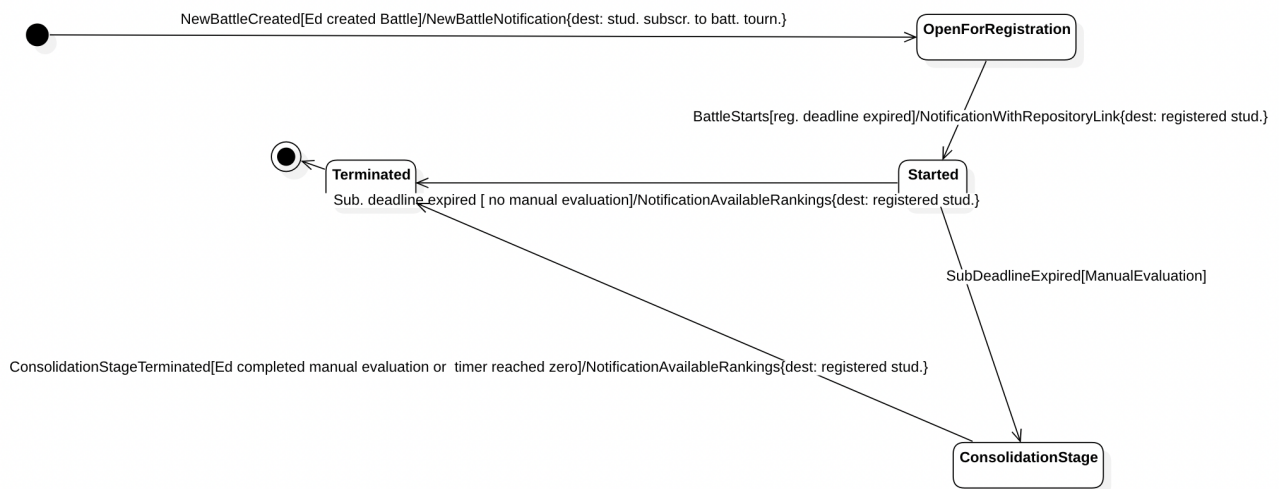 NewBattleCreated[Ed created Battle]/NewBattleNotification{dest: stud. subscr. to batt. tourn.}
OpenForRegistration
BattleStarts[reg. deadline expired]/NotificationWithRepositoryLink{dest: registered stud.}
Terminated
Started
Sub. deadline expired [ no manual evaluation]/NotificationAvailableRankings{dest: registered stud.}
SubDeadlineExpired[ManualEvaluation]
ConsolidationStageTerminated[Ed completed manual evaluation or  timer reached zero]/NotificationAvailableRankings{dest: registered stud.}
ConsolidationStage